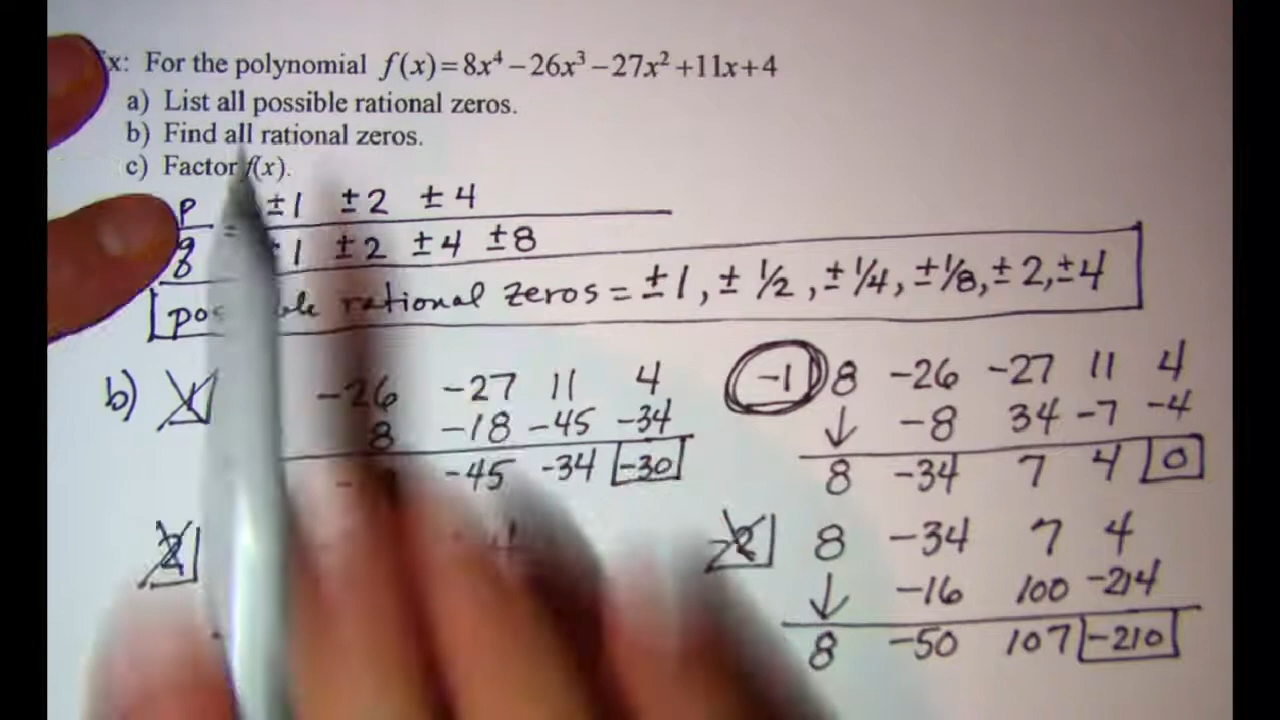 x: For the polynomial f(x)=8x⁴−26x³−27x²+11x+4
a) List all possible rational zeros.
b) Find all rational zeros.
c) Factor f(x).
p/q = ±1 ±2 ±4
±1 ±2 ±4 ±8
rational zeros = ±1, ± 1/2, ± 1/4, ± 1/8, ± 2, ±4
b) 1 -26 -27 11 4
8 -18 -45 -34
-45 -34 -30
-1 8 -26 -27 11 4
↓ -8 34 -7 -4
8 -34 7 4 0
2
-2 8 -34 7 4
↓ -16 100 -214
8 -50 107 -210